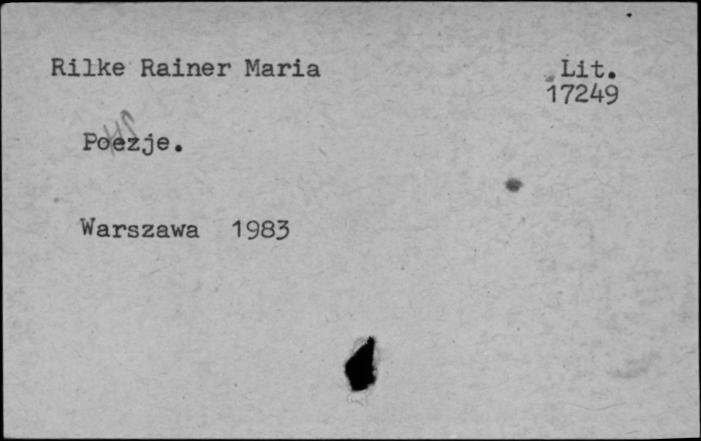 Rilke Rainer Maria
Lit.
17249
Poezje.
Warszawa 1983